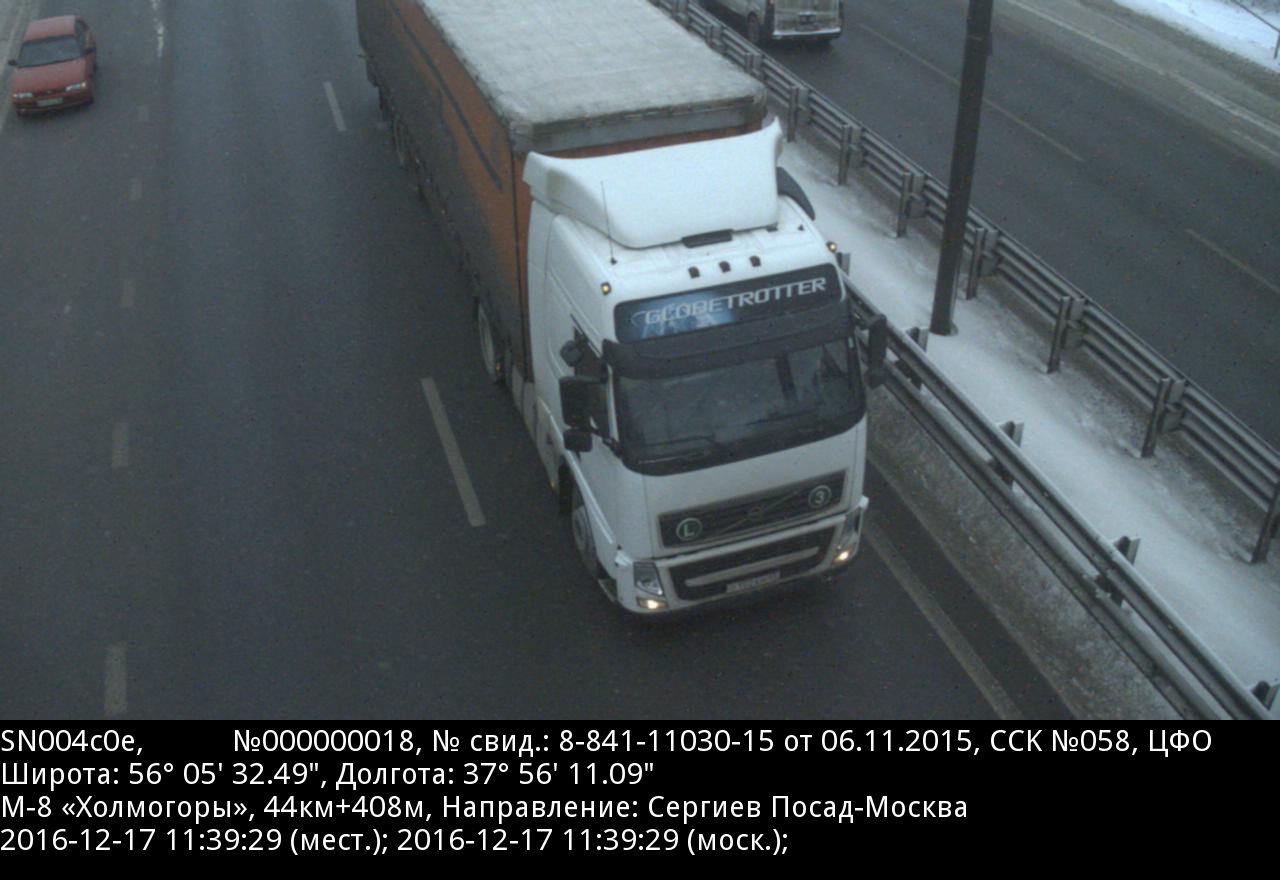 GLOBETROTTER
L 3
SN004c0e, №000000018, № свид.: 8-841-11030-15 от 06.11.2015, ССК №058, ЦФО
Широта: 56° 05' 32.49", Долгота: 37° 56' 11.09"
М-8 «Холмогоры», 44км+408м, Направление: Сергиев Посад-Москва
2016-12-17 11:39:29 (мест.); 2016-12-17 11:39:29 (моск.);